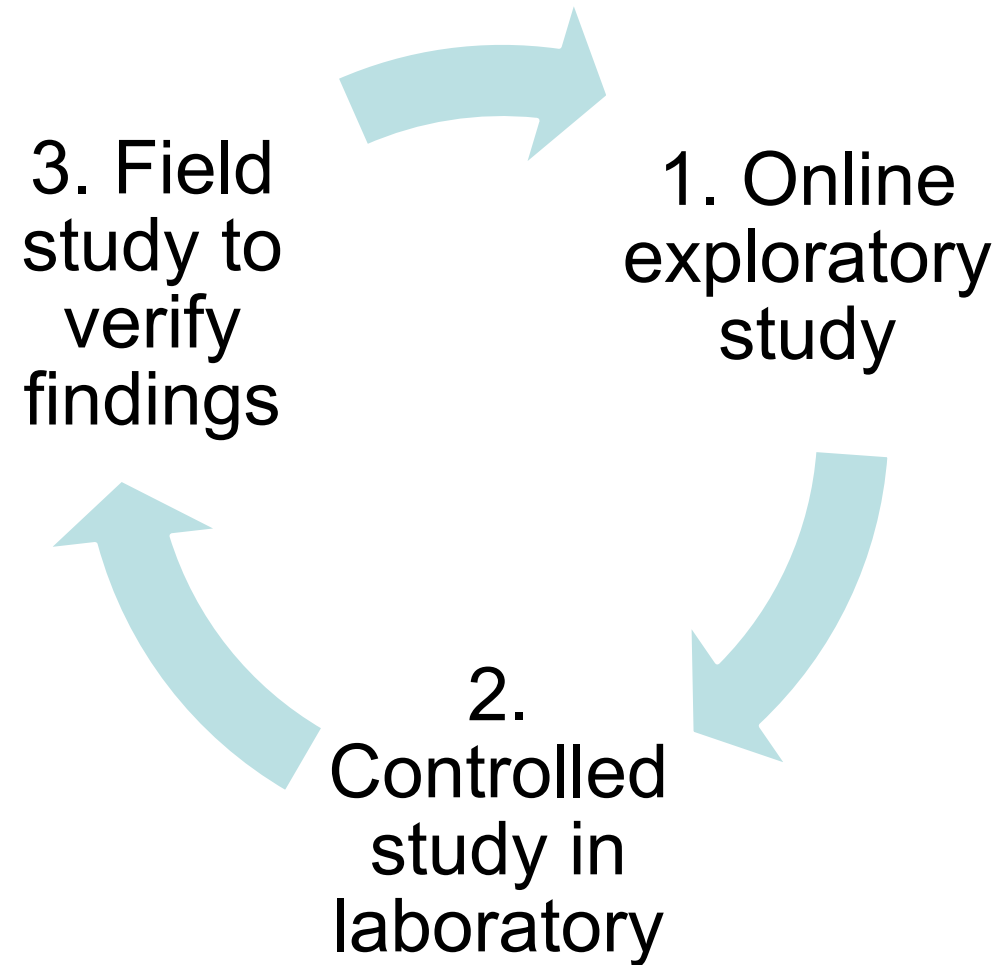 1. Online
exploratory
study
2.
Controlled
study in
laboratory
3. Field
study to
verify
findings